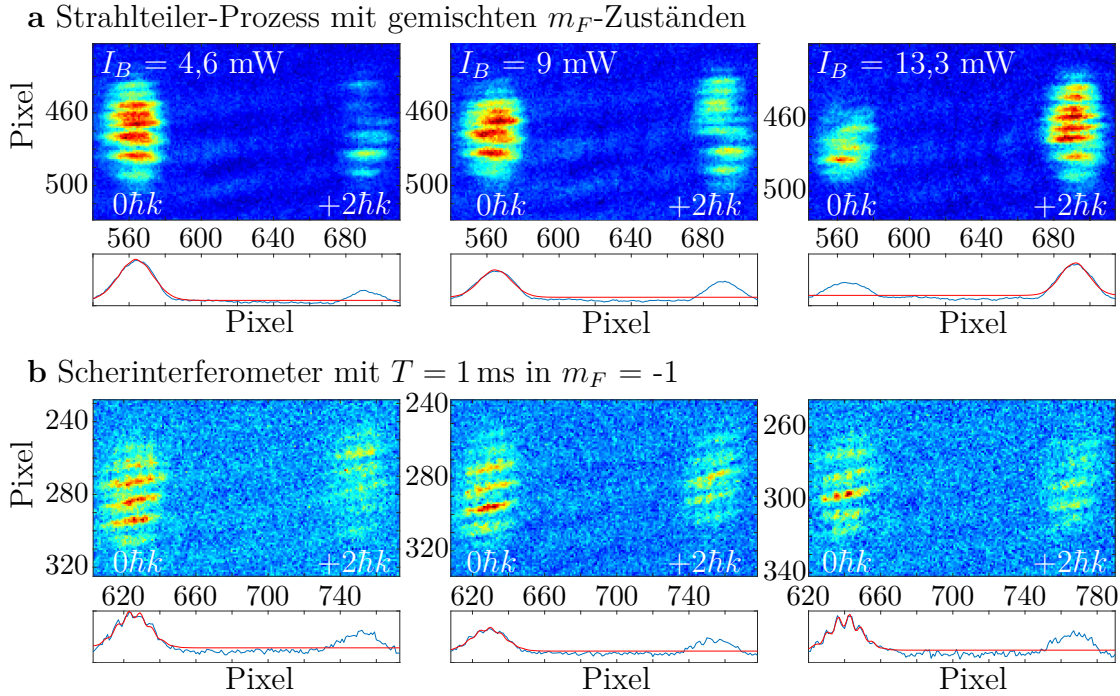 a Strahlteiler-Prozess mit gemischten m_F-Zuständen
I_B = 4,6 mW
I_B = 9 mW
I_B = 13,3 mW
Pixel
460
500
460
500
460
500
0ħk
+2ħk
0ħk
+2ħk
0ħk
+2ħk
560 600 640 680
560 600 640 680
560 600 640 690
Pixel
Pixel
Pixel
b Scherinterferometer mit T = 1 ms in m_F = -1
Pixel
240
280
320
240
280
320
260
300
340
0ħk
+2ħk
0ħk
+2ħk
0ħk
+2ħk
620 660 700 740
620 660 700 740
620 660 700 740 780
Pixel
Pixel
Pixel